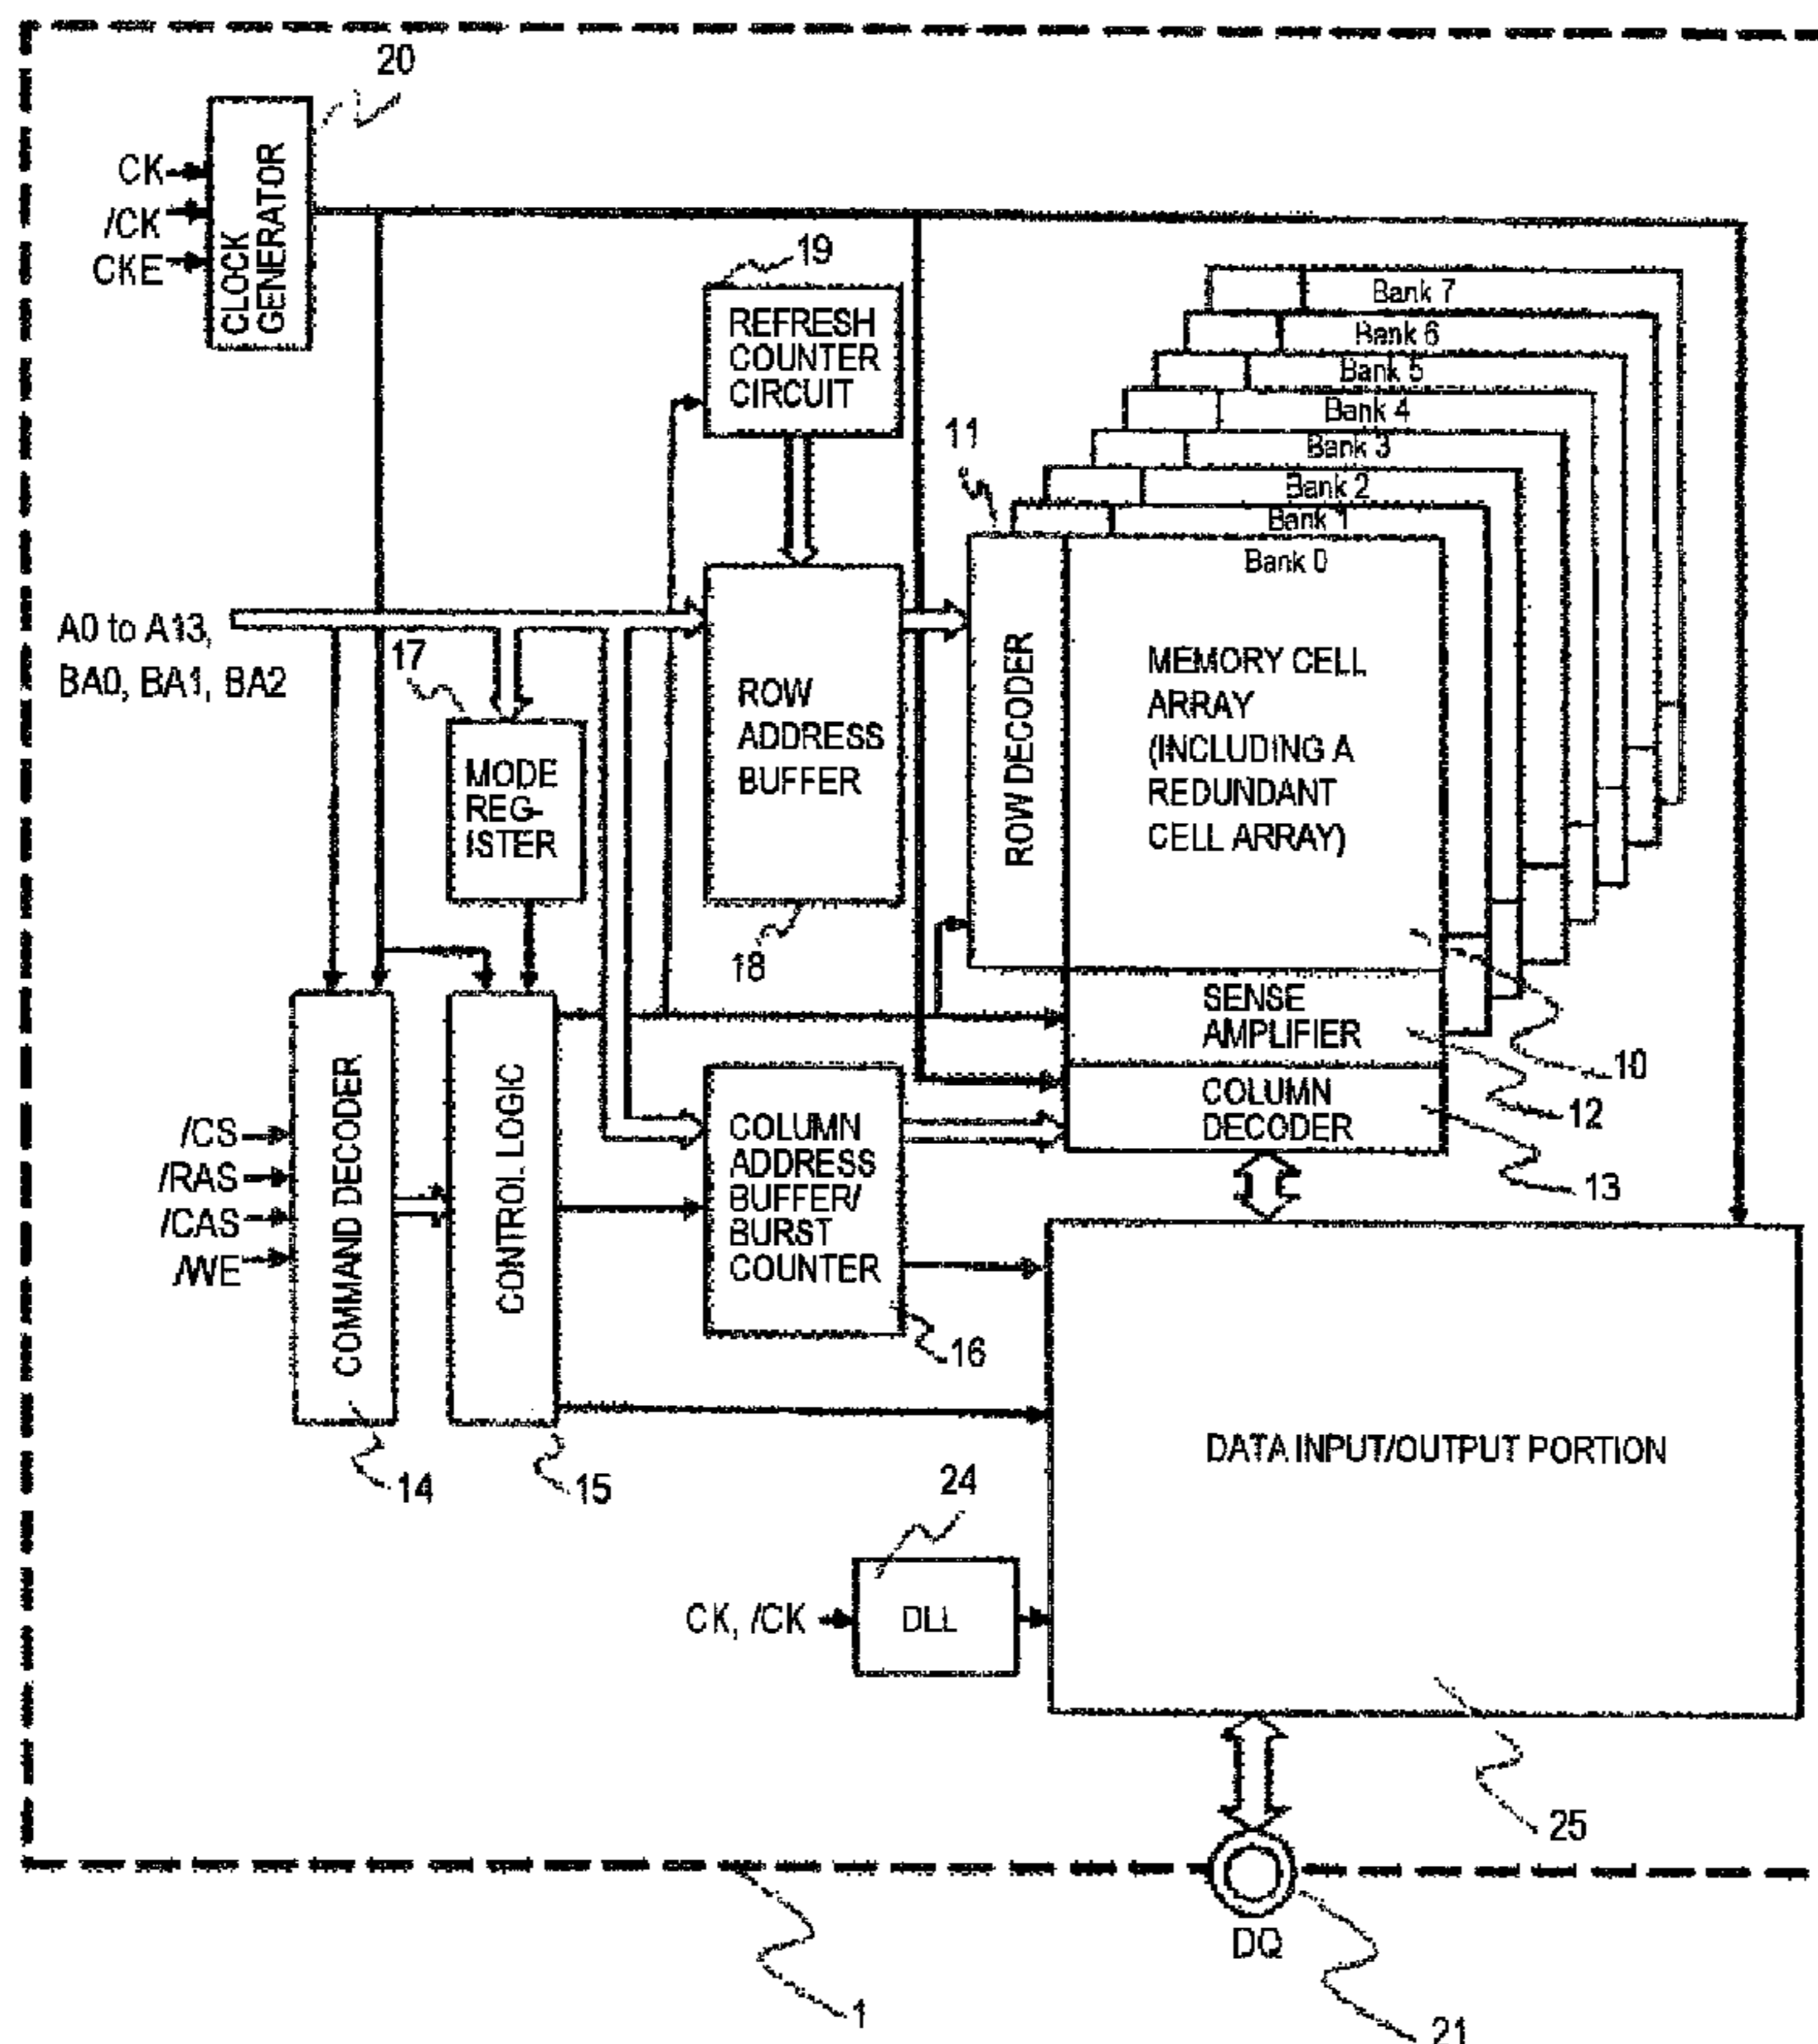 20
CK
/CK
CKE
CLOCK
GENERATOR
19
REFRESH
COUNTER
CIRCUIT
Bank 7
Bank 6
Bank 5
Bank 4
Bank 3
Bank 2
Bank 1
Bank 0
11
A0 to A13,
BA0, BA1, BA2
17
MODE
REG-
ISTER
ROW
ADDRESS
BUFFER
18
ROW DECODER
MEMORY CELL
ARRAY
(INCLUDING A
REDUNDANT
CELL ARRAY)
SENSE
AMPLIFIER
10
COLUMN
DECODER
12
13
/CS
/RAS
/CAS
/WE
COMMAND DECODER
CONTROL LOGIC
COLUMN
ADDRESS
BUFFER/
BURST
COUNTER
16
14
15
DATA INPUT/OUTPUT PORTION
24
CK, /CK
DLL
25
DQ
1
21